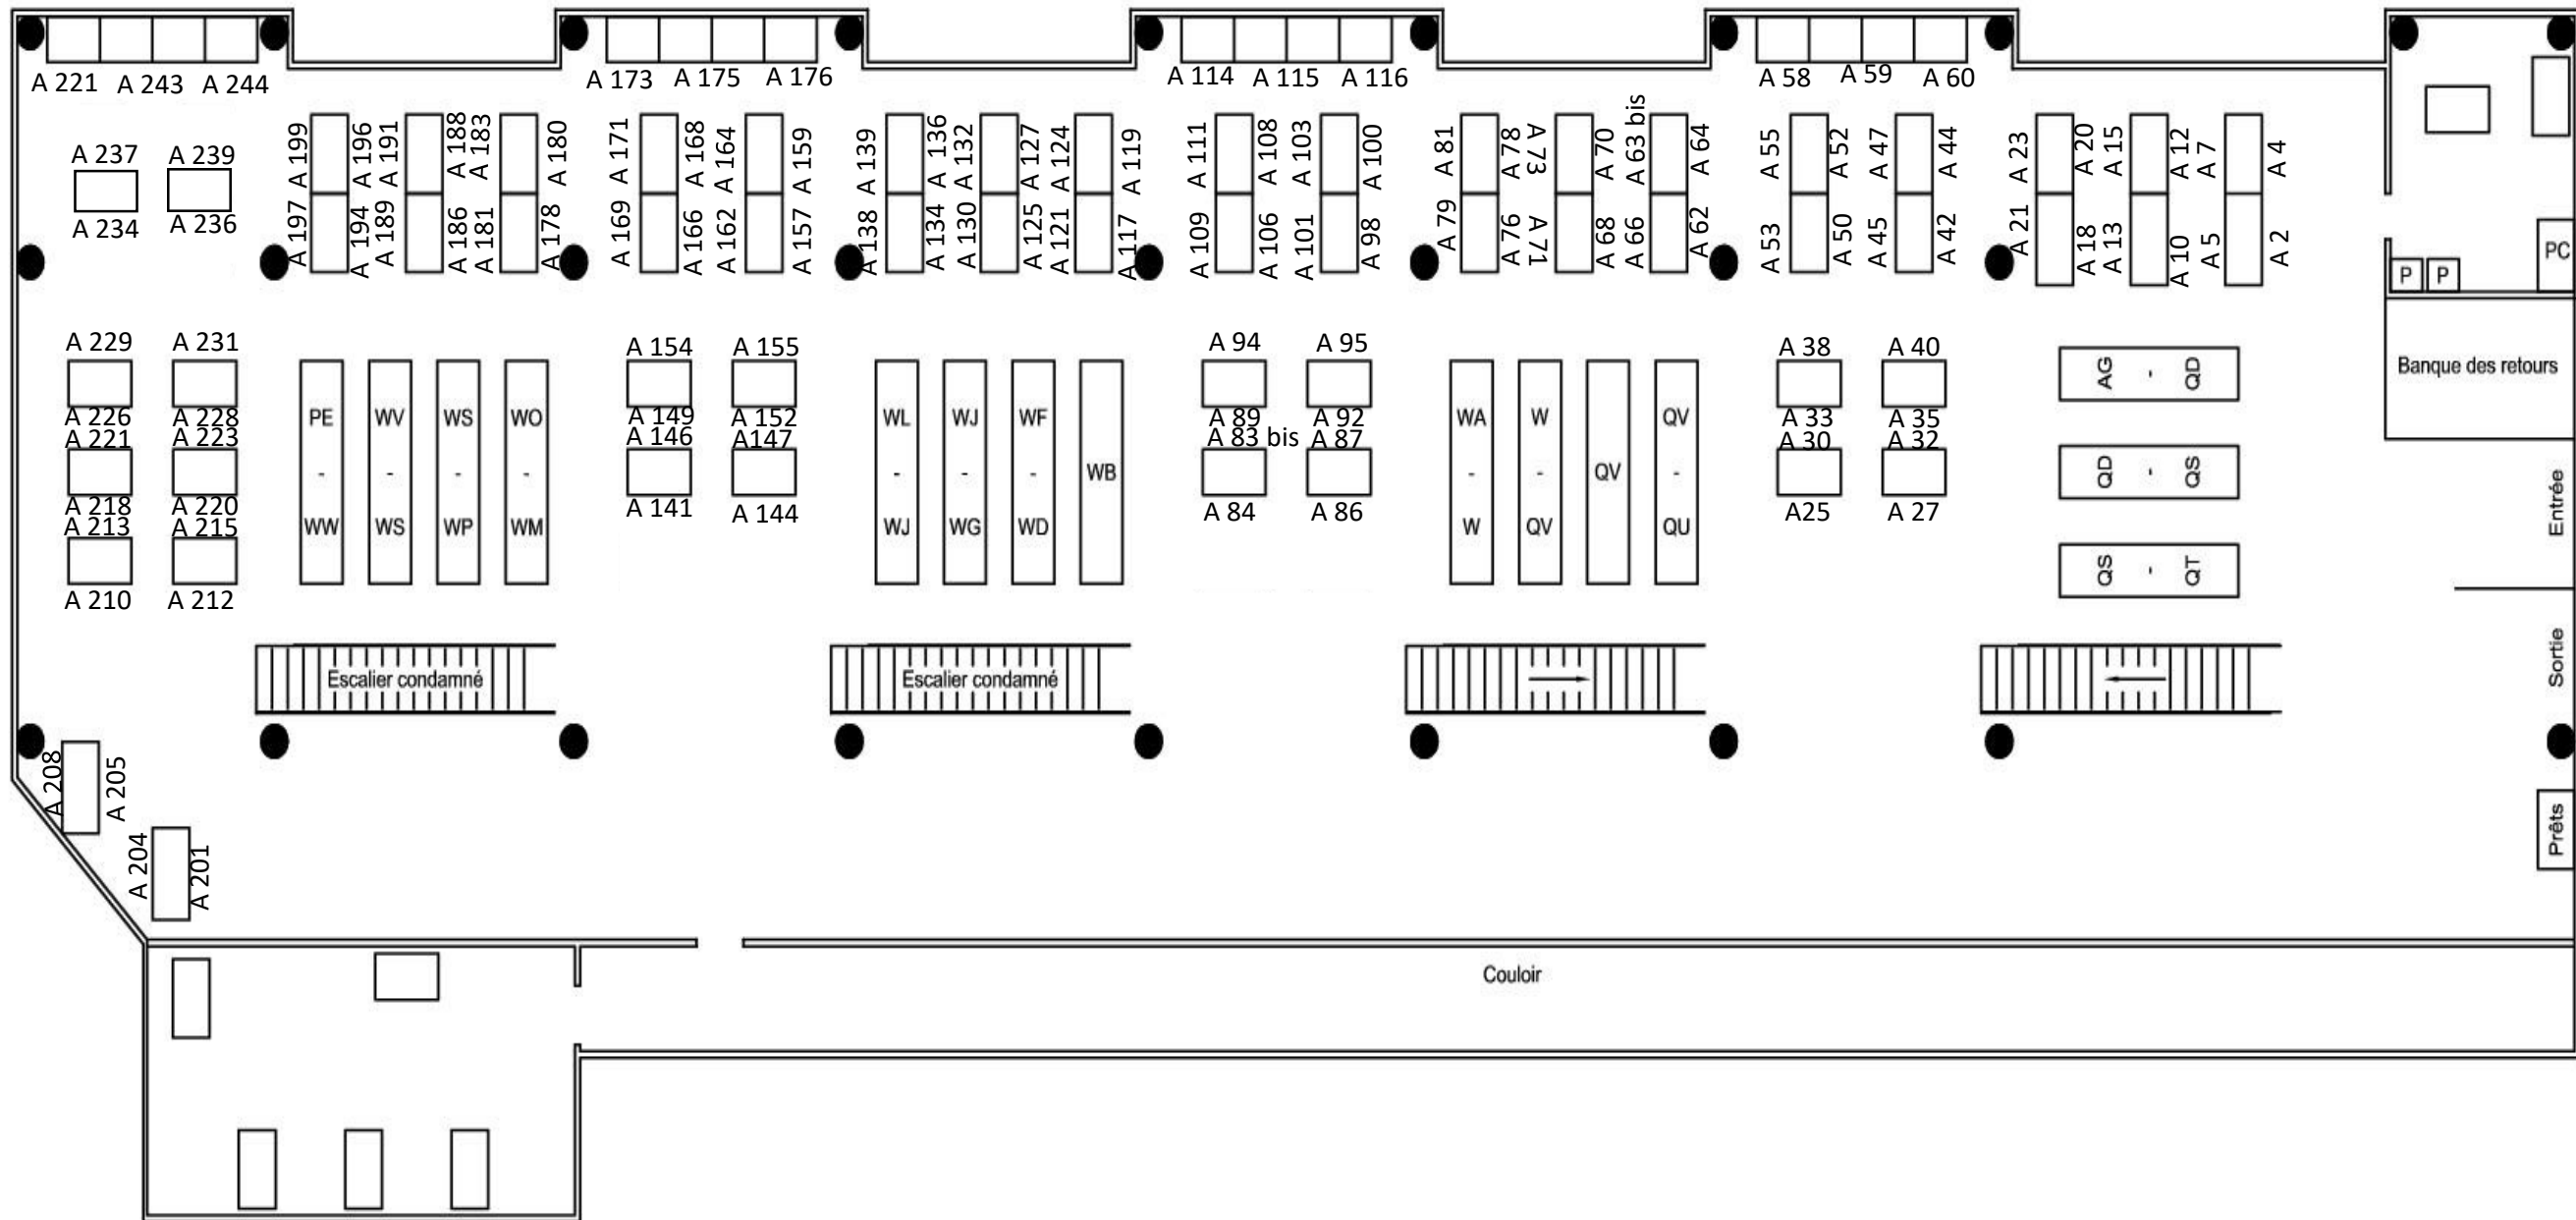 A 221 A 243 A 244
A 173 A 175 A 176
A 114 A 115 A 116
A 58 A 59 A 60
A 237 A 239
A 234 A 236
A 199 A 196 A 191 A 188 A 183 A 180
A 197 A 194 A 189 A 186 A 181 A 178
A 171 A 168 A 164 A 159
A 169 A 166 A 162 A 157
A 139 A 136 A 132 A 127 A 124 A 119
A 138 A 134 A 130 A 125 A 121 A 117
A 111 A 108 A 103 A 100
A 109 A 106 A 101 A 98
A 81 A 78 A 73 A 70 A 63 bis A 64
A 79 A 76 A 71 A 68 A 66 A 62
A 55 A 52 A 47 A 44
A 53 A 50 A 45 A 42
A 23 A 20 A 15 A 12 A 7 A 4
A 21 A 18 A 13 A 10 A 5 A 2
P P PC
Banque des retours
A 229 A 231
A 226 A 228
A 221 A 223
A 218 A 220
A 213 A 215
A 210 A 212
PE - WW
WV - WS
WS - WP
WO - WM
A 154 A 155
A 149 A 152
A 146 A147
A 141 A 144
WL - WJ
WJ - WG
WF - WD
WB
A 94 A 95
A 89 A 92
A 83 bis A 87
A 84 A 86
WA - W
W - QV
QV
QV - QU
A 38 A 40
A 33 A 35
A 30 A 32
A25 A 27
AG - QD
QD - QS
QS - QT
Entrée
Sortie
Escalier condamné
Escalier condamné
A 208 A 205
A 204 A 201
Prêts
Couloir